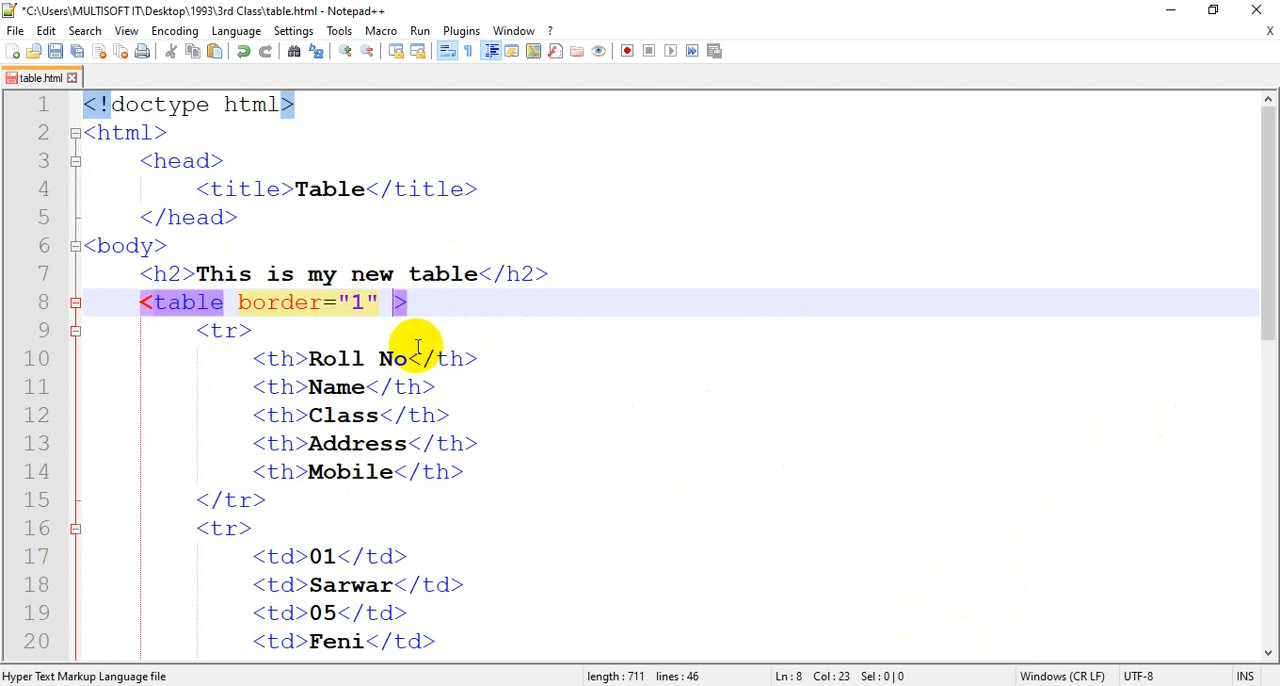 *C:\Users\MULTISOFT IT\Desktop\1993\3rd Class\table.html - Notepad++
File Edit Search View Encoding Language Settings Tools Macro Run Plugins Window ? X
table.html
1 <!doctype html>
2 <html>
3 <head>
4 <title>Table</title>
5 </head>
6 <body>
7 <h2>This is my new table</h2>
8 <table border="1" >
9 <tr>
10 <th>Roll No</th>
11 <th>Name</th>
12 <th>Class</th>
13 <th>Address</th>
14 <th>Mobile</th>
15 </tr>
16 <tr>
17 <td>01</td>
18 <td>Sarwar</td>
19 <td>05</td>
20 <td>Feni</td>
Hyper Text Markup Language file length : 711 lines : 46 Ln : 8 Col : 23 Sel : 0 | 0 Windows (CR LF) UTF-8 INS